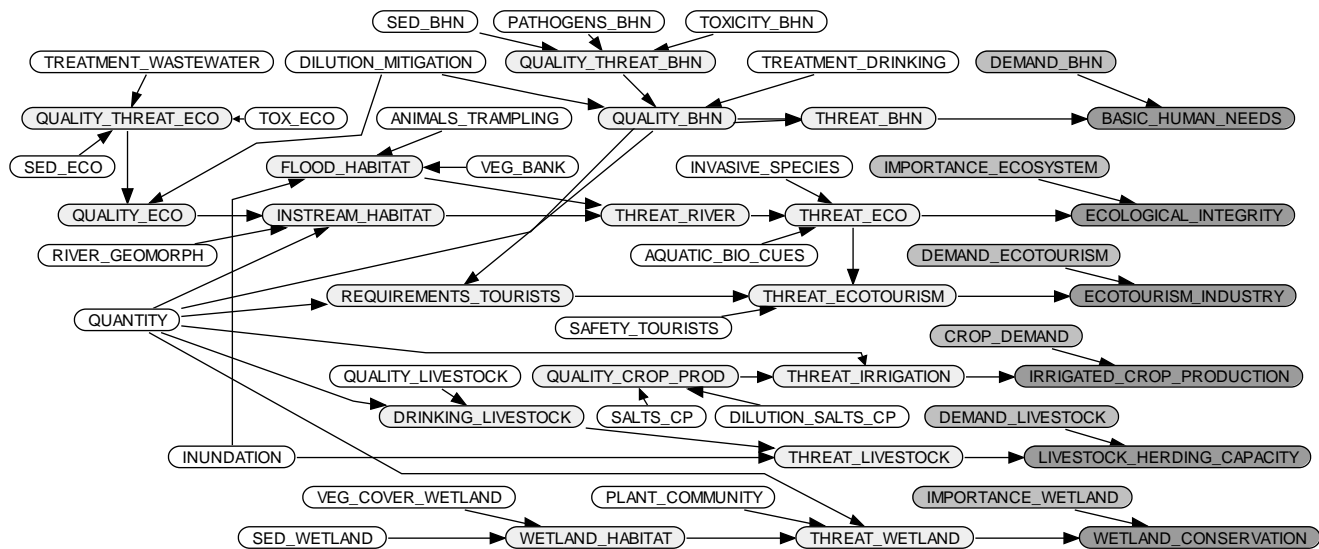 SED_BHN
PATHOGENS_BHN
TOXICITY_BHN
TREATMENT_WASTEWATER
DILUTION_MITIGATION
QUALITY_THREAT_BHN
TREATMENT_DRINKING
DEMAND_BHN
QUALITY_THREAT_ECO
TOX_ECO
ANIMALS_TRAMPLING
QUALITY_BHN
THREAT_BHN
BASIC_HUMAN_NEEDS
SED_ECO
FLOOD_HABITAT
VEG_BANK
INVASIVE_SPECIES
IMPORTANCE_ECOSYSTEM
QUALITY_ECO
INSTREAM_HABITAT
THREAT_RIVER
THREAT_ECO
ECOLOGICAL_INTEGRITY
RIVER_GEOMORPH
AQUATIC_BIO_CUES
DEMAND_ECOTOURISM
REQUIREMENTS_TOURISTS
THREAT_ECOTOURISM
ECOTOURISM_INDUSTRY
QUANTITY
SAFETY_TOURISTS
CROP_DEMAND
QUALITY_LIVESTOCK
QUALITY_CROP_PROD
THREAT_IRRIGATION
IRRIGATED_CROP_PRODUCTION
DRINKING_LIVESTOCK
SALTS_CP
DILUTION_SALTS_CP
DEMAND_LIVESTOCK
INUNDATION
THREAT_LIVESTOCK
LIVESTOCK_HERDING_CAPACITY
VEG_COVER_WETLAND
PLANT_COMMUNITY
IMPORTANCE_WETLAND
SED_WETLAND
WETLAND_HABITAT
THREAT_WETLAND
WETLAND_CONSERVATION